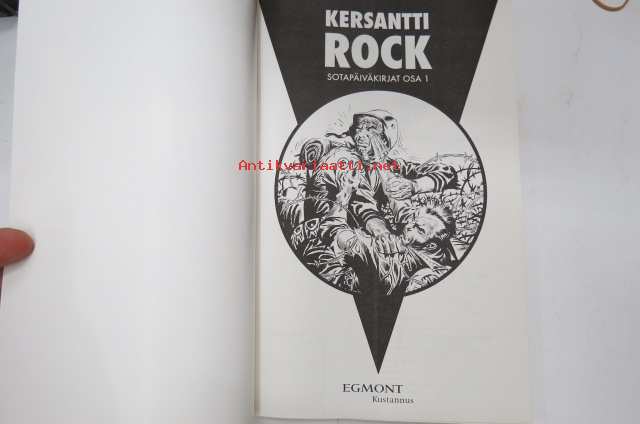 KERSANTTI
ROCK
SOTAPÄIVÄKIRJAT OSA 1
Antikvariaatti.net
EGMONT
Kustannus